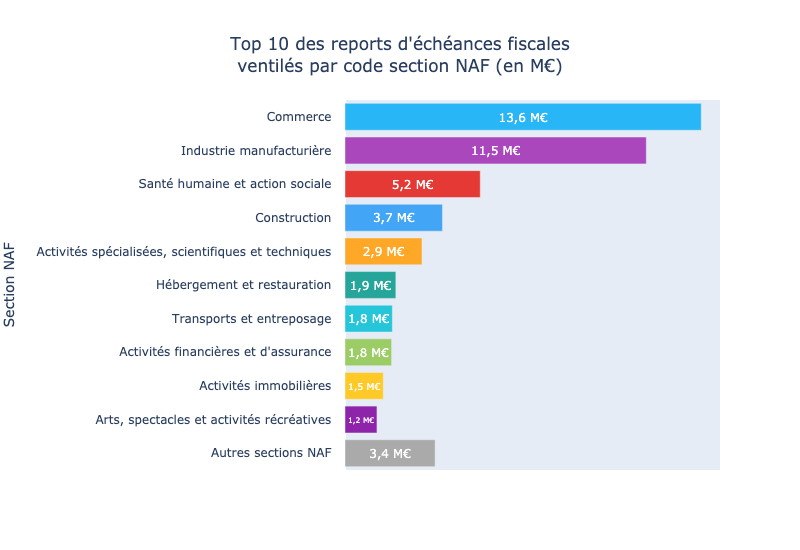 Top 10 des reports d'échéances fiscales
ventilés par code section NAF (en M€)
Section NAF
Commerce 13,6 M€
Industrie manufacturière 11,5 M€
Santé humaine et action sociale 5,2 M€
Construction 3,7 M€
Activités spécialisées, scientifiques et techniques 2,9 M€
Hébergement et restauration 1,9 M€
Transports et entreposage 1,8 M€
Activités financières et d'assurance 1,8 M€
Activités immobilières 1,5 M€
Arts, spectacles et activités récréatives 1,2 M€
Autres sections NAF 3,4 M€